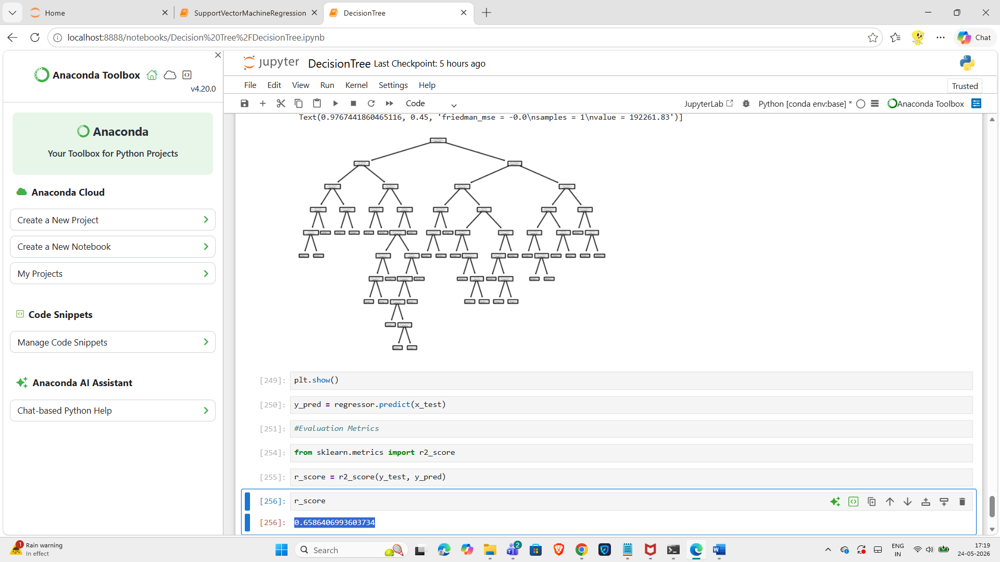 Home
SupportVectorMachineRegression
DecisionTree
localhost:8888/notebooks/Decision%20Tree%2FDecisionTree.ipynb
Chat
Anaconda Toolbox
v4.20.0
Anaconda
Your Toolbox for Python Projects
Anaconda Cloud
Create a New Project
Create a New Notebook
My Projects
Code Snippets
Manage Code Snippets
Anaconda AI Assistant
Chat-based Python Help
jupyter DecisionTree Last Checkpoint: 5 hours ago
File Edit View Run Kernel Settings Help
Trusted
Code
JupyterLab
Python [conda env:base] *
Anaconda Toolbox
Text(0.9767441860465116, 0.45, 'friedman_mse = -0.0\nsamples = 1\nvalue = 192261.83')]
[249]: plt.show()
[250]: y_pred = regressor.predict(x_test)
[251]: #Evaluation Metrics
[254]: from sklearn.metrics import r2_score
[255]: r_score = r2_score(y_test, y_pred)
[256]: r_score
[256]: 0.6586406993603734
1
Rain warning
In effect
Search
2
ENG
IN
17:19
24-05-2026